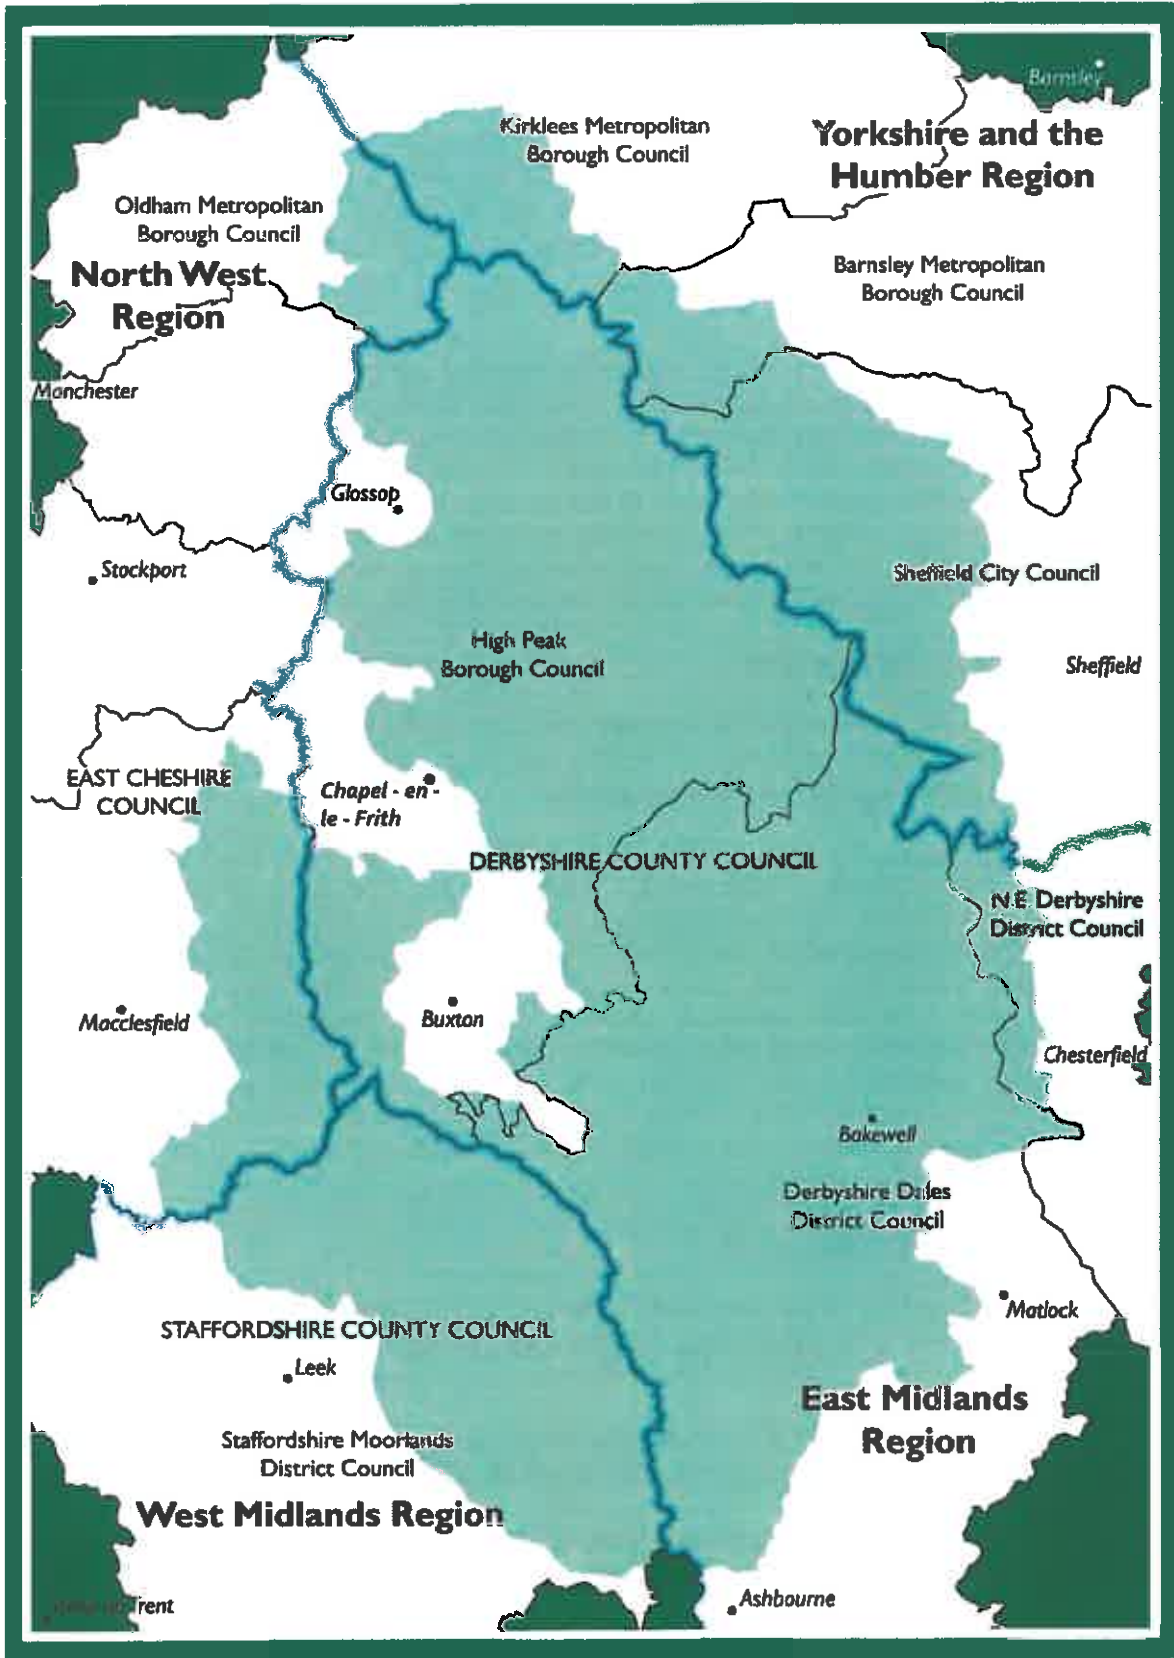 Barnsley
Kirklees Metropolitan
Borough Council
Yorkshire and the
Humber Region
Oldham Metropolitan
Borough Council
North West
Region
Barnsley Metropolitan
Borough Council
Manchester
Glossop
Stockport
Sheffield City Council
High Peak
Borough Council
Sheffield
EAST CHESHIRE
COUNCIL
Chapel - en -
le - Frith
DERBYSHIRE COUNTY COUNCIL
N.E. Derbyshire
District Council
Macclesfield
Buxton
Chesterfield
Bakewell
Derbyshire Dales
District Council
Matlock
STAFFORDSHIRE COUNTY COUNCIL
Leek
East Midlands
Region
Staffordshire Moorlands
District Council
West Midlands Region
Trent
Ashbourne